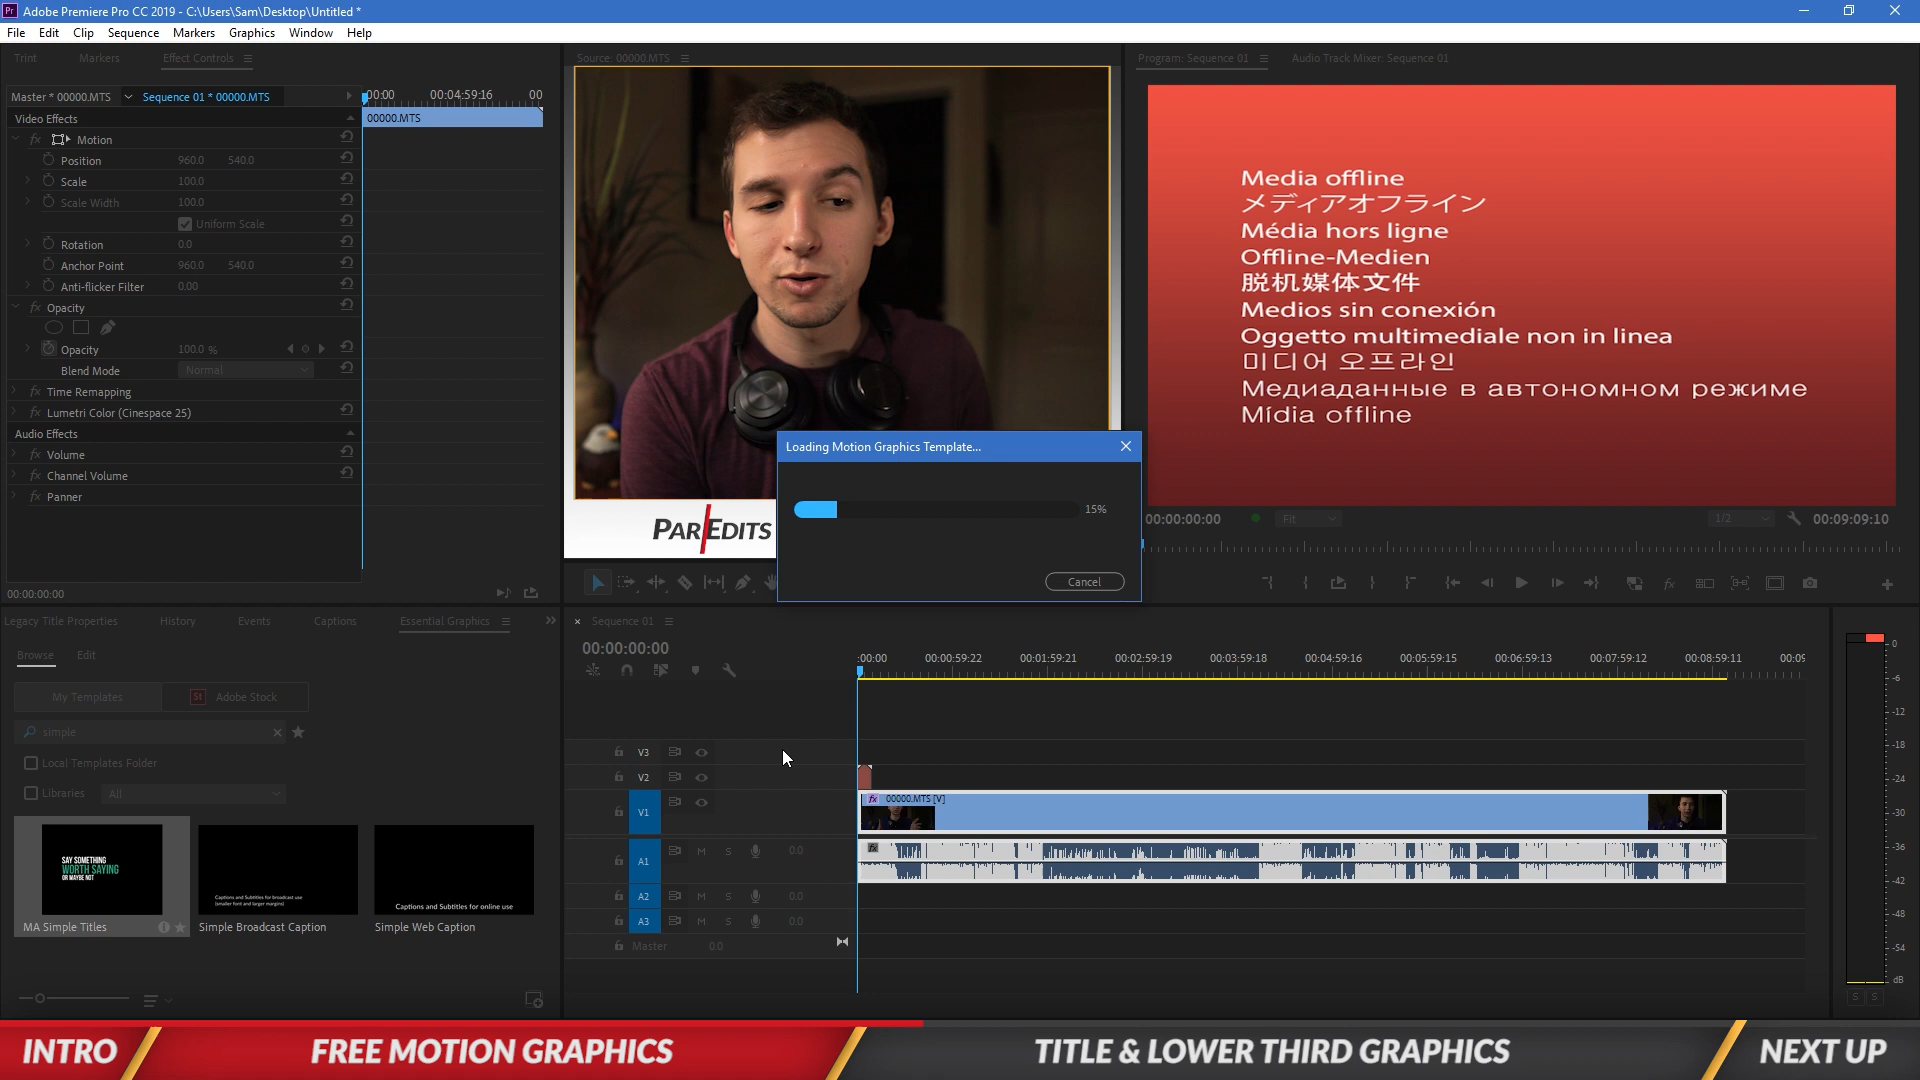 Adobe Premiere Pro CC 2019 - C:\Users\Sam\Desktop\Untitled *
File Edit Clip Sequence Markers Graphics Window Help
Trint Markers Effect Controls
Source: 00000.MTS
Program: Sequence 01 Audio Track Mixer: Sequence 01
Master * 00000.MTS Sequence 01 * 00000.MTS
:00:00 00:04:59:16 00
Video Effects
00000.MTS
fx Motion
Position 960.0 540.0
Scale 100.0
Scale Width 100.0
Uniform Scale
Rotation 0.0
Anchor Point 960.0 540.0
Anti-flicker Filter 0.00
fx Opacity
Opacity 100.0 %
Blend Mode Normal
fx Time Remapping
fx Lumetri Color (Cinespace 25)
Audio Effects
fx Volume
fx Channel Volume
fx Panner
00:00:00:00
PAR/EDITS
Media offline
メディアオフライン
Média hors ligne
Offline-Medien
脱机媒体文件
Medios sin conexión
Oggetto multimediale non in linea
미디어 오프라인
Медиаданные в автономном режиме
Mídia offline
00:00:00:00 Fit 1/2 00:09:09:10
Loading Motion Graphics Template...
15%
Cancel
Legacy Title Properties History Events Captions Essential Graphics
Browse Edit
My Templates St Adobe Stock
simple
Local Templates Folder
Libraries All
SAY SOMETHING
WORTH SAYING
OR MAYBE NOT
Captions and Subtitles for broadcast use
(smaller font and larger margins)
Captions and Subtitles for online use
MA Simple Titles Simple Broadcast Caption Simple Web Caption
Sequence 01
00:00:00:00
:00:00 00:00:59:22 00:01:59:21 00:02:59:19 00:03:59:18 00:04:59:16 00:05:59:15 00:06:59:13 00:07:59:12 00:08:59:11 00:09
V3
V2
V1 fx 00000.MTS [V]
A1 M S 0.0 fx
A2 M S 0.0
A3 M S 0.0
Master 0.0
0
-6
-12
-18
-24
-30
-36
-42
-48
-54
dB
S S
INTRO FREE MOTION GRAPHICS TITLE & LOWER THIRD GRAPHICS NEXT UP